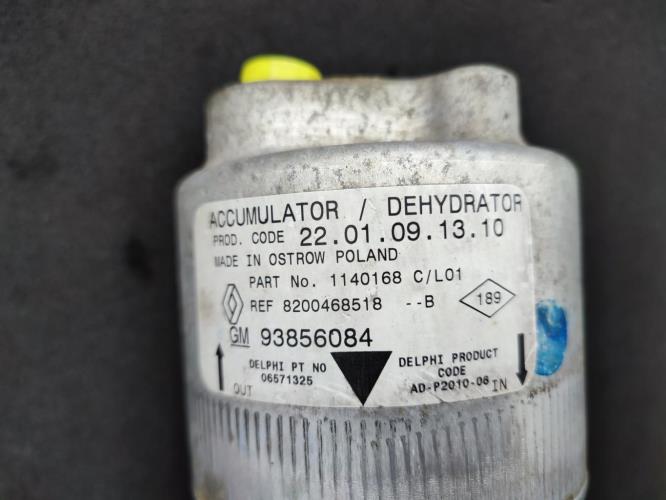 ACCUMULATOR / DEHYDRATOR
PROD. CODE 22.01.09.13.10
MADE IN OSTROW POLAND
PART No. 1140168 C/L01
REF 8200468518 --B 189
GM 93856084
DELPHI PT NO
06571325
DELPHI PRODUCT
CODE
AD-P2010-06
OUT
IN